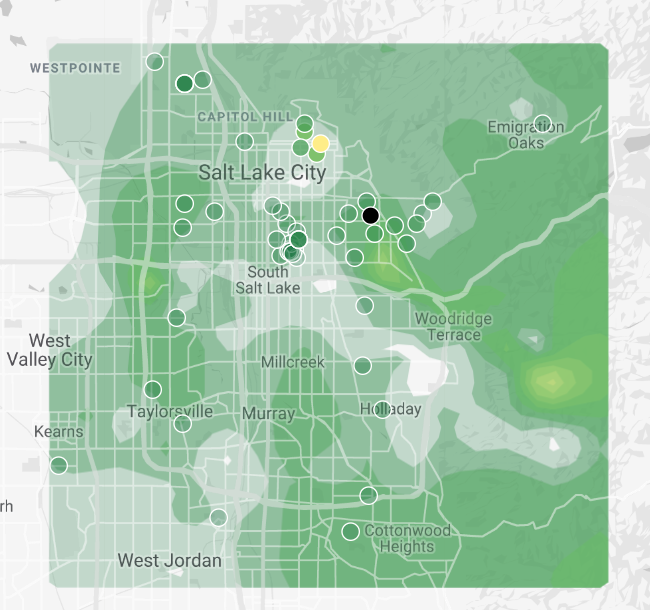 WESTPOINTE
CAPITOL HILL
Emigration
Oaks
Salt Lake City
South
Salt Lake
Woodridge
Terrace
West
Valley City
Millcreek
Taylorsville
Murray
Holladay
Kearns
rh
Cottonwood
Heights
West Jordan